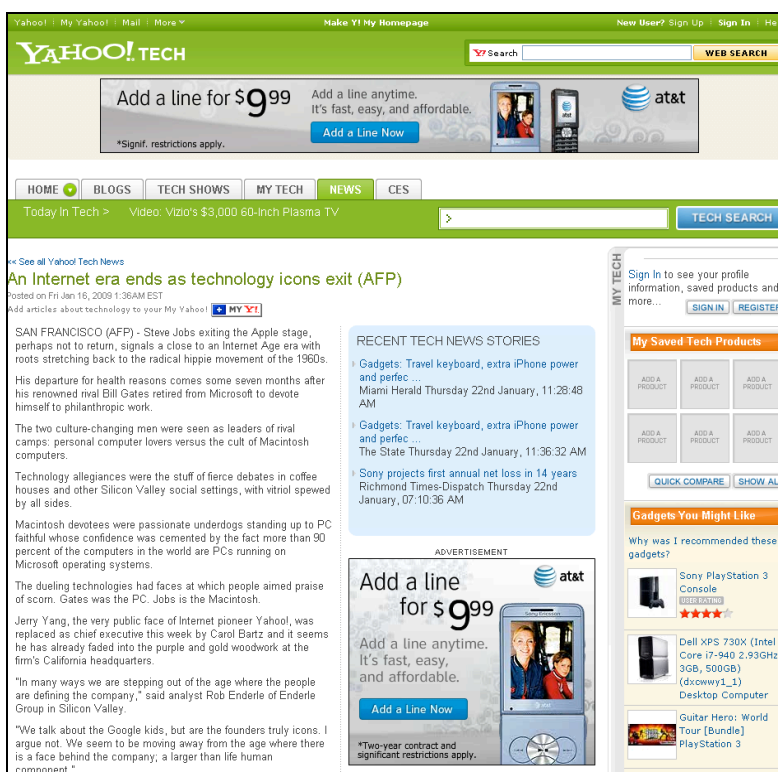 Yahoo! My Yahoo! Mail More Make Y! My Homepage New User? Sign Up Sign In He
YAHOO! TECH
Y! Search WEB SEARCH
Add a line for $9.99
Add a line anytime.
It's fast, easy, and affordable.
Add a Line Now
*Signif. restrictions apply.
at&t
HOME BLOGS TECH SHOWS MY TECH NEWS CES
Today In Tech > Video: Vizio's $3,000 60-Inch Plasma TV
> TECH SEARCH
<< See all Yahoo! Tech News
An Internet era ends as technology icons exit (AFP)
Posted on Fri Jan 16, 2009 1:36AM EST
Add articles about technology to your My Yahoo! + MY Y!
SAN FRANCISCO (AFP) - Steve Jobs exiting the Apple stage,
perhaps not to return, signals a close to an Internet Age era with
roots stretching back to the radical hippie movement of the 1960s.
His departure for health reasons comes some seven months after
his renowned rival Bill Gates retired from Microsoft to devote
himself to philanthropic work.
The two culture-changing men were seen as leaders of rival
camps: personal computer lovers versus the cult of Macintosh
computers.
Technology allegiances were the stuff of fierce debates in coffee
houses and other Silicon Valley social settings, with vitriol spewed
by all sides.
Macintosh devotees were passionate underdogs standing up to PC
faithful whose confidence was cemented by the fact more than 90
percent of the computers in the world are PCs running on
Microsoft operating systems.
The dueling technologies had faces at which people aimed praise
of scorn. Gates was the PC. Jobs is the Macintosh.
Jerry Yang, the very public face of Internet pioneer Yahoo!, was
replaced as chief executive this week by Carol Bartz and it seems
he has already faded into the purple and gold woodwork at the
firm's California headquarters.
"In many ways we are stepping out of the age where the people
are defining the company," said analyst Rob Enderle of Enderle
Group in Silicon Valley.
"We talk about the Google kids, but are the founders truly icons. I
argue not. We seem to be moving away from the age where there
is a face behind the company; a larger than life human
component."
RECENT TECH NEWS STORIES
Gadgets: Travel keyboard, extra iPhone power
and perfec ...
Miami Herald Thursday 22nd January, 11:28:48
AM
Gadgets: Travel keyboard, extra iPhone power
and perfec ...
The State Thursday 22nd January, 11:36:32 AM
Sony projects first annual net loss in 14 years
Richmond Times-Dispatch Thursday 22nd
January, 07:10:36 AM
ADVERTISEMENT
Add a line
for $9.99
at&t
Add a line anytime.
It's fast, easy,
and affordable.
Add a Line Now
*Two-year contract and
significant restrictions apply.
Sony Ericsson
at&t
MY TECH
Sign In to see your profile
information, saved products and
more...
SIGN IN REGISTER
My Saved Tech Products
ADD A PRODUCT ADD A PRODUCT ADD A PRODUCT
ADD A PRODUCT ADD A PRODUCT ADD A PRODUCT
QUICK COMPARE SHOW AL
Gadgets You Might Like
Why was I recommended these
gadgets?
Sony PlayStation 3
Console
USER RATING
Dell XPS 730X (Intel
Core i7-940 2.93GHz
3GB, 500GB)
(dxcwwy1_1)
Desktop Computer
Guitar Hero: World
Tour [Bundle]
PlayStation 3